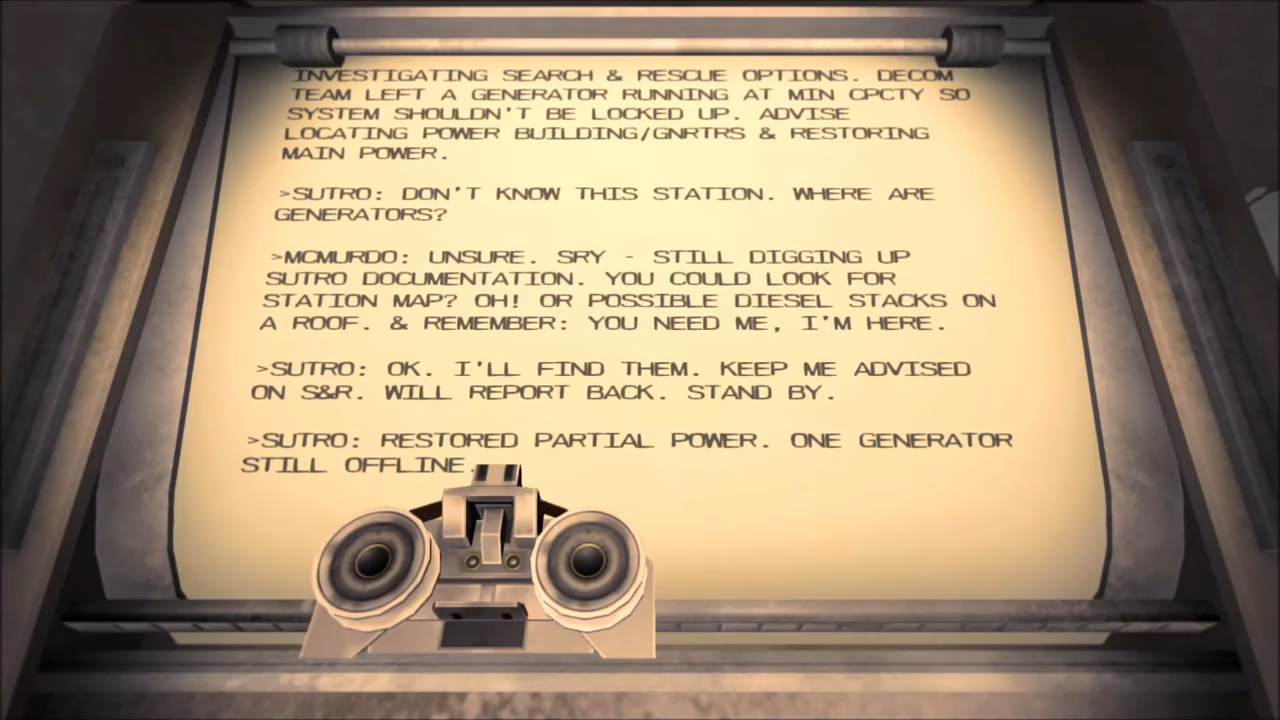 INVESTIGATING SEARCH & RESCUE OPTIONS. DECOM
TEAM LEFT A GENERATOR RUNNING AT MIN CPCTY SO
SYSTEM SHOULDN'T BE LOCKED UP. ADVISE
LOCATING POWER BUILDING/GNRTRS & RESTORING
MAIN POWER.
>SUTRO: DON'T KNOW THIS STATION. WHERE ARE
GENERATORS?
>MCMURDO: UNSURE. SRY - STILL DIGGING UP
SUTRO DOCUMENTATION. YOU COULD LOOK FOR
STATION MAP? OH! OR POSSIBLE DIESEL STACKS ON
A ROOF. & REMEMBER: YOU NEED ME, I'M HERE.
>SUTRO: OK. I'LL FIND THEM. KEEP ME ADVISED
ON S&R. WILL REPORT BACK. STAND BY.
>SUTRO: RESTORED PARTIAL POWER. ONE GENERATOR
STILL OFFLINE.